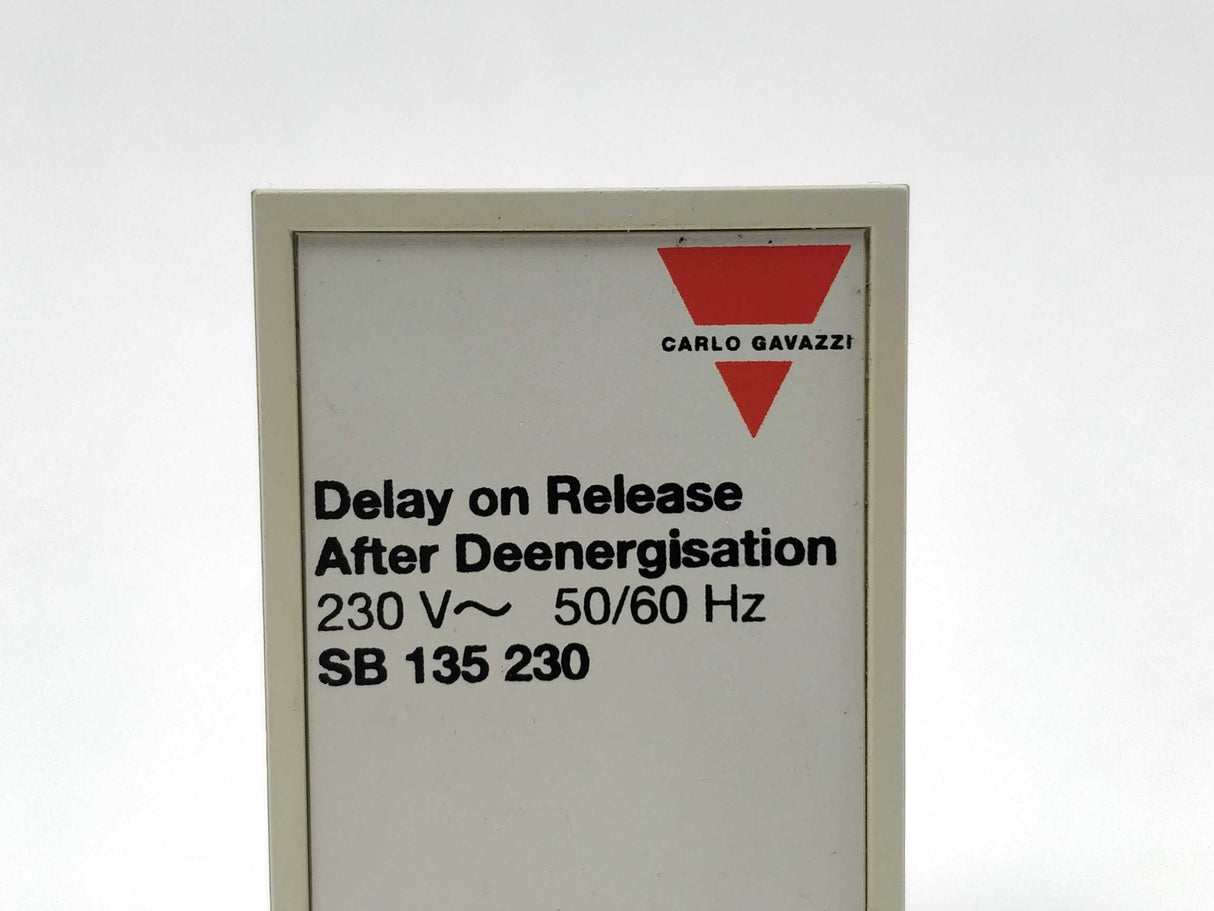 CARLO GAVAZZI
Delay on Release
After Deenergisation
230 V~ 50/60 Hz
SB 135 230